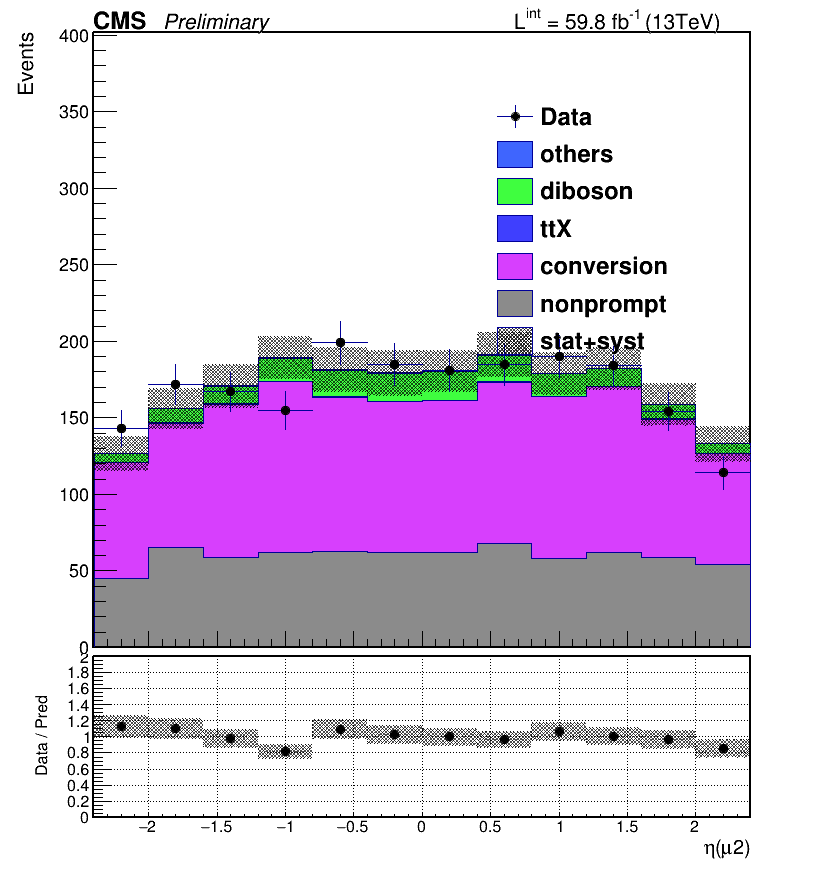 CMS Preliminary L^int = 59.8 fb^-1 (13TeV)
Events
400
350
300
250
200
150
100
50
0
Data
others
diboson
ttX
conversion
nonprompt
stat+syst
Data / Pred
2
1.8
1.6
1.4
1.2
1
0.8
0.6
0.4
0.2
0
−2 −1.5 −1 −0.5 0 0.5 1 1.5 2
η(μ2)